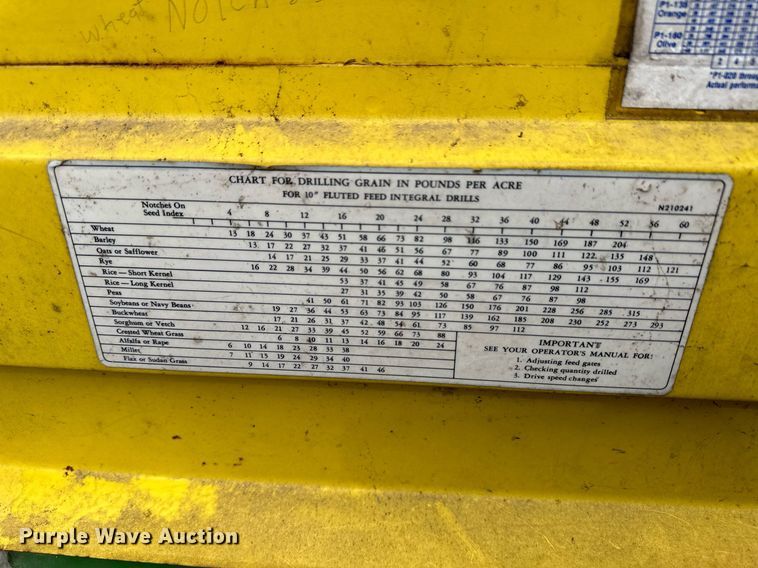 wheat NOTCH
P1-135
Orange
P1-160
Olive
2 4
Actual
CHART FOR DRILLING GRAIN IN POUNDS PER ACRE
FOR 10" FLUTED FEED INTEGRAL DRILLS
N210241
Notches On
Seed Index 4 8 12 16 20 24 28 32 36 40 44 48 52 56 60
Wheat 13 18 24 30 37 43 51 58 66 73 82 98 116 133 150 169 187 204
Barley 13 17 22 27 32 37 41 46 51 56 67 77 89 100 111 122 135 148
Oats or Safflower 14 17 21 25 29 33 37 41 44 52 60 68 77 86 95 103 112 121
Rye 16 22 28 34 39 44 50 56 62 68 80 93 104 117 129 143 155 169
Rice — Short Kernel 53 37 41 45 49 58 67 76 87 98 112
Rice — Long Kernel 27 31 35 39 42 50 58 67 76 87 98
Peas 41 50 61 71 82 93 103 126 150 176 201 228 256 285 315
Soybeans or Navy Beans 19 27 36 44 53 63 73 84 95 117 139 162 185 208 230 252 273 293
Buckwheat 17 21 26 31 37 42 48 54 61 73 85 97 112
Sorghum or Vetch 12 16 21 27 33 39 45 52 59 66 73 88
Crested Wheat Grass 6 8 10 11 13 14 16 18 20 24
Alfalfa or Rape 6 10 14 18 23 28 33 38
Millet 7 11 15 19 24 29 34 40
Flax or Sudan Grass 9 14 17 22 27 32 37 41 46
IMPORTANT
SEE YOUR OPERATOR'S MANUAL FOR:
1. Adjusting feed gates
2. Checking quantity drilled
3. Drive speed changes
Purple Wave Auction